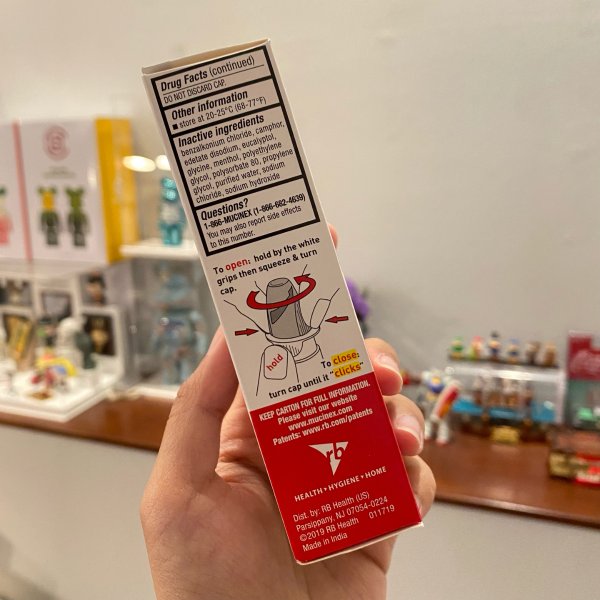 Drug Facts (continued)
DO NOT DISCARD CAP.
Other information
■ store at 20-25°C (68-77°F)
Inactive ingredients
benzalkonium chloride, camphor,
edetate disodium, eucalyptol,
glycine, menthol, polyethylene
glycol, polysorbate 80, propylene
glycol, purified water, sodium
chloride, sodium hydroxide
Questions?
1-866-MUCINEX (1-866-682-4639)
You may also report side effects
to this number.
To open: hold by the white
grips then squeeze & turn
cap.
hold
To close:
turn cap until it "clicks"
KEEP CARTON FOR FULL INFORMATION.
Please visit our website
www.mucinex.com
Patents: www.rb.com/patents
rb
HEALTH • HYGIENE • HOME
Dist. by: RB Health (US)
Parsippany, NJ 07054-0224
©2019 RB Health 011719
Made in India